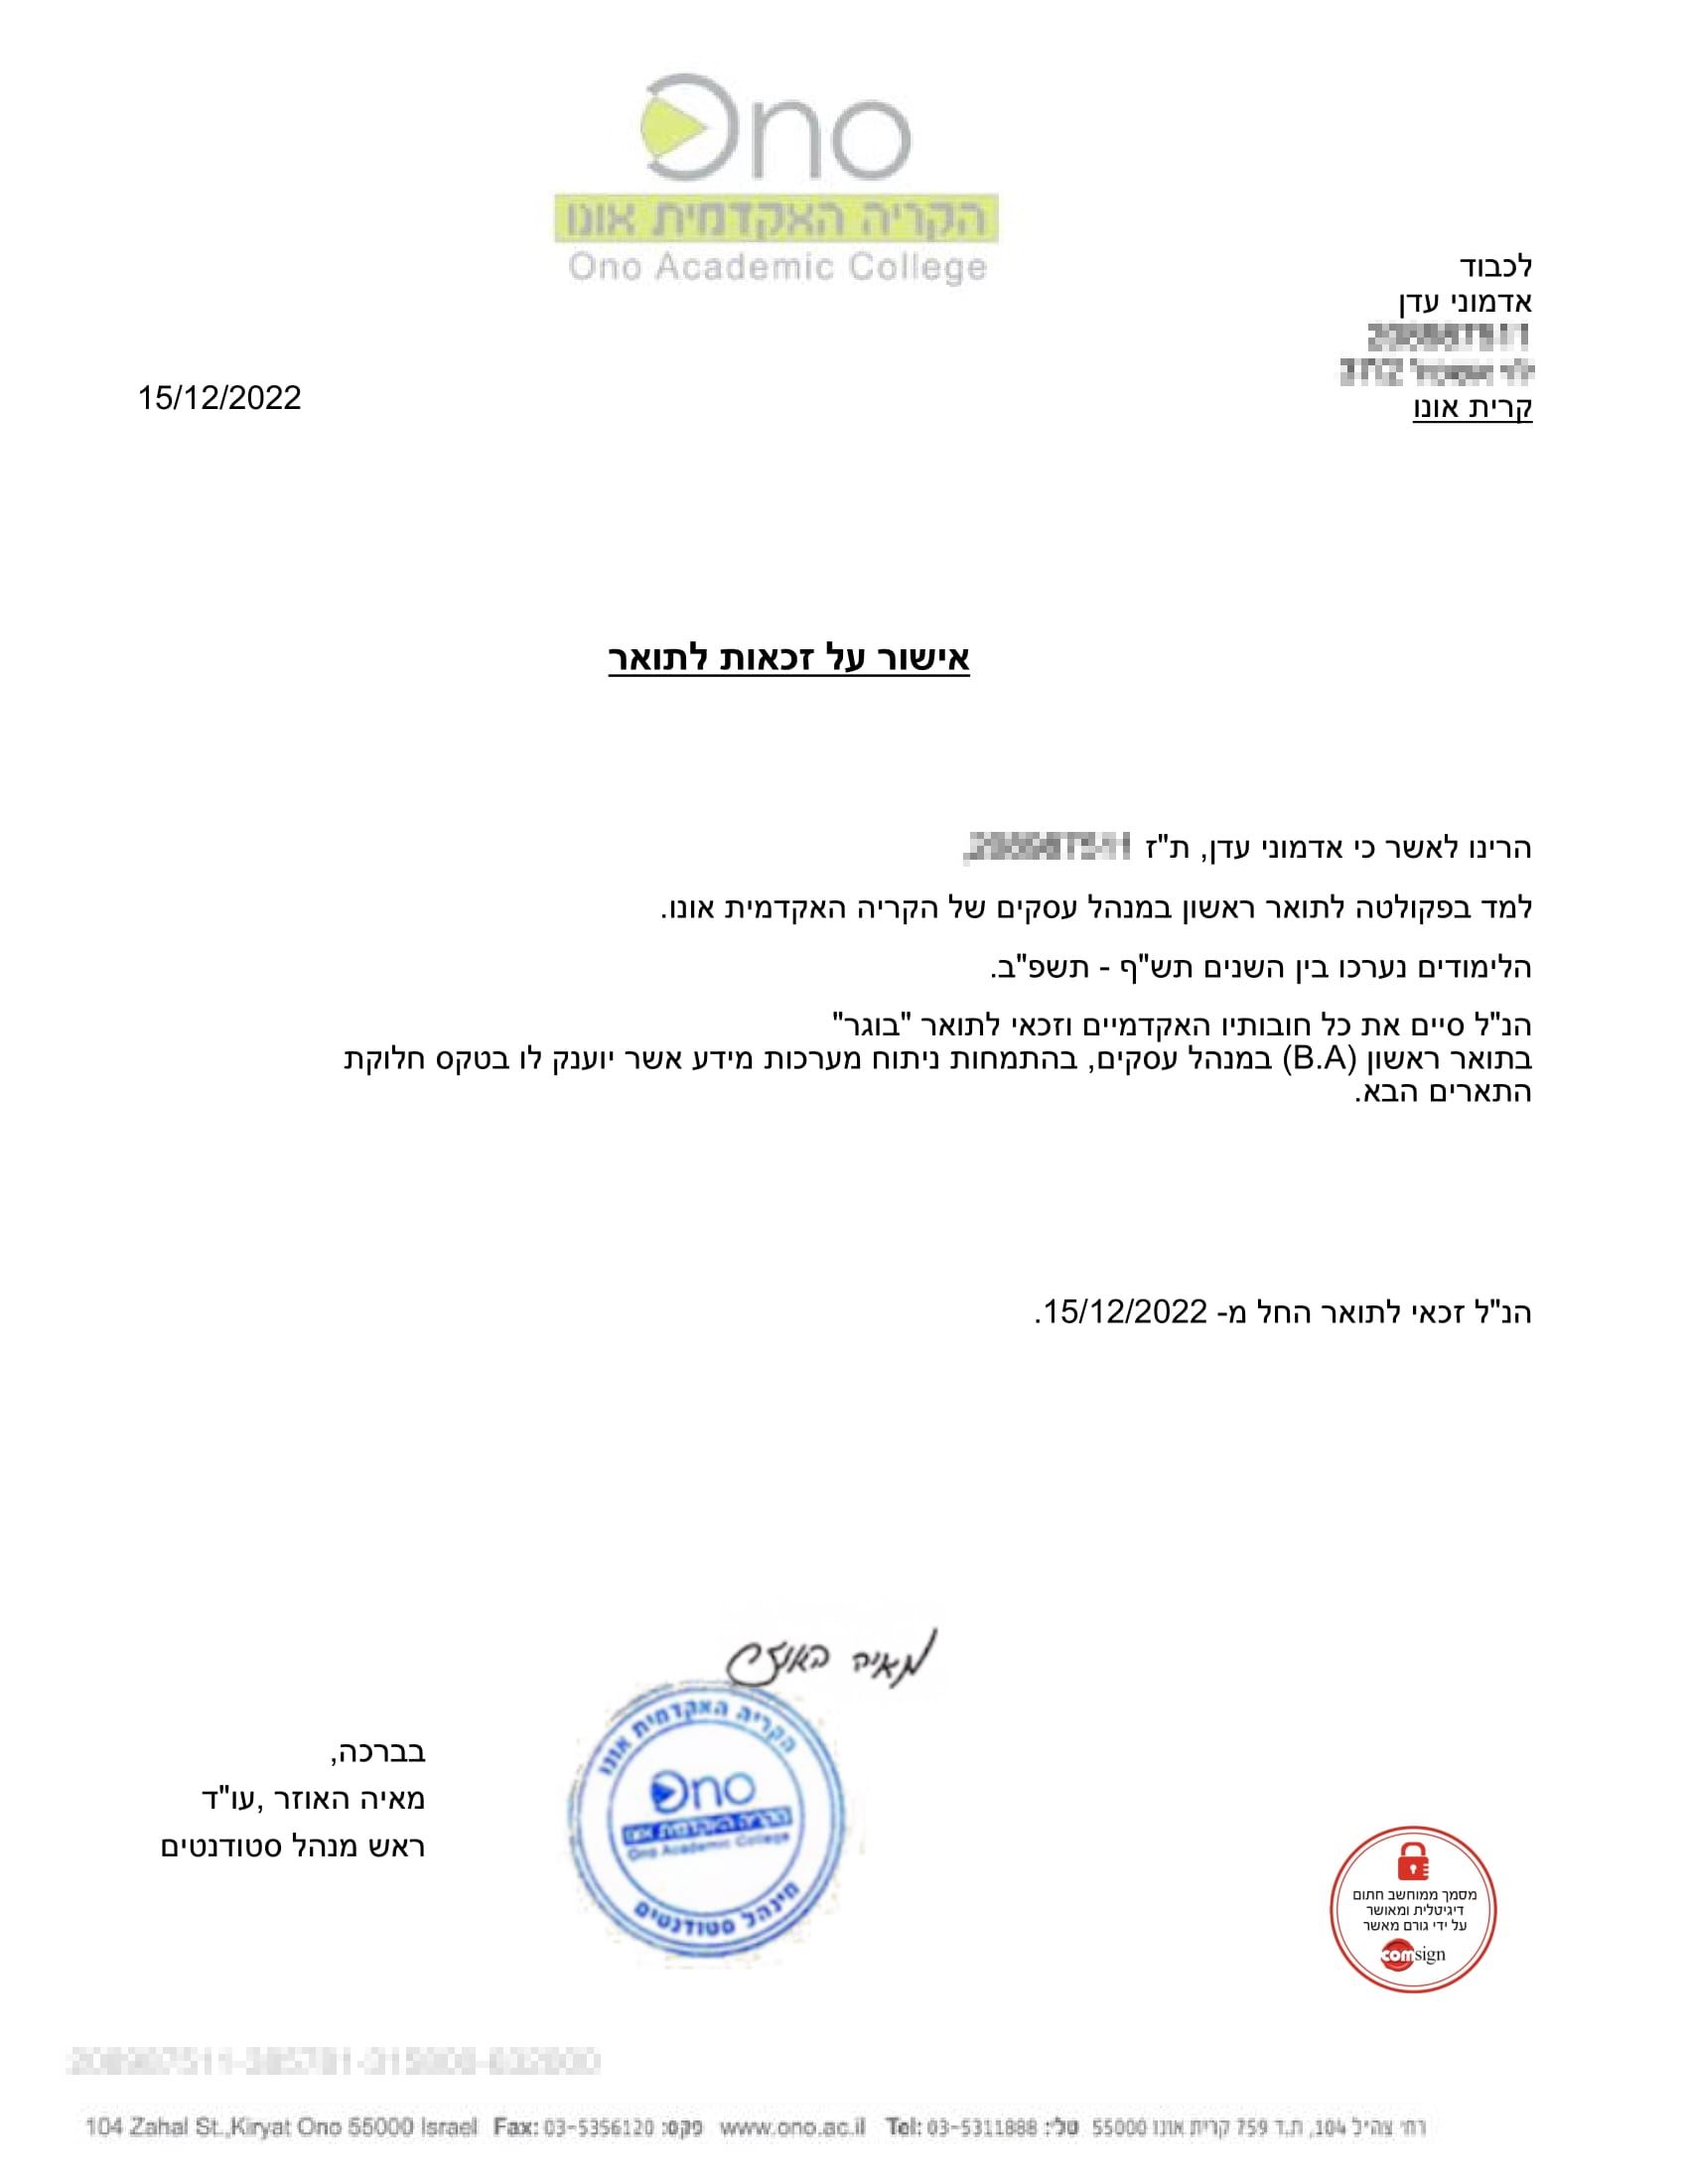 Ono
הקריה האקדמית אונו
Ono Academic College
לכבוד
אדמוני עדן
קרית אונו
15/12/2022
אישור על זכאות לתואר
הרינו לאשר כי אדמוני עדן, ת"ז
למד בפקולטה לתואר ראשון במנהל עסקים של הקריה האקדמית אונו.
הלימודים נערכו בין השנים תש"ף - תשפ"ב.
הנ"ל סיים את כל חובותיו האקדמיים וזכאי לתואר "בוגר"
בתואר ראשון (B.A) במנהל עסקים, בהתמחות ניתוח מערכות מידע אשר יוענק לו בטקס חלוקת
התארים הבא.
הנ"ל זכאי לתואר החל מ- 15/12/2022.
מאיה האוזר
בברכה,
מאיה האוזר ,עו"ד
ראש מנהל סטודנטים
הקריה האקדמית אונו
Ono
הקריה האקדמית אונו
Ono Academic College
מינהל סטודנטים
מסמך ממוחשב חתום
דיגיטלית ומאושר
על ידי גורם מאשר
comsign
רח' צה"ל 104, ת.ד 759 קרית אונו 55000 טל': Tel: 03-5311888 www.ono.ac.il פקס: Fax: 03-5356120 104 Zahal St.,Kiryat Ono 55000 Israel